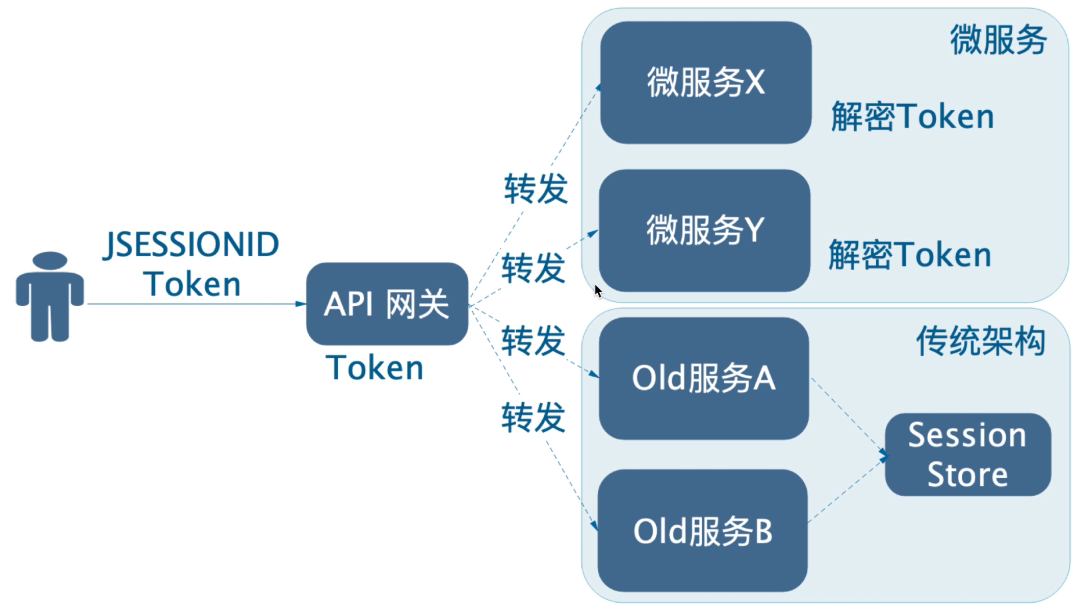 JSESSIONID
Token
API 网关
Token
转发
转发
转发
转发
微服务
微服务X
解密Token
微服务Y
解密Token
传统架构
Old服务A
Old服务B
Session
Store